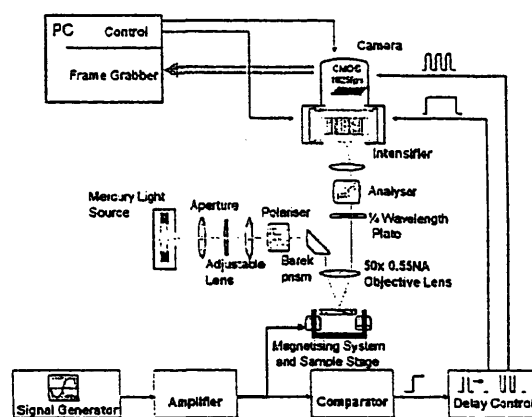 PC
Control
Frame Grabber
Camera
CMOS
Intensifier
Analyser
¼ Wavelength
Plate
Mercury Light
Source
Aperture
Polariser
Adjustable
Lens
Barek
prism
50x 0.55NA
Objective Lens
Magnetising System
and Sample Stage
Signal Generator
Amplifier
Comparator
Delay Control